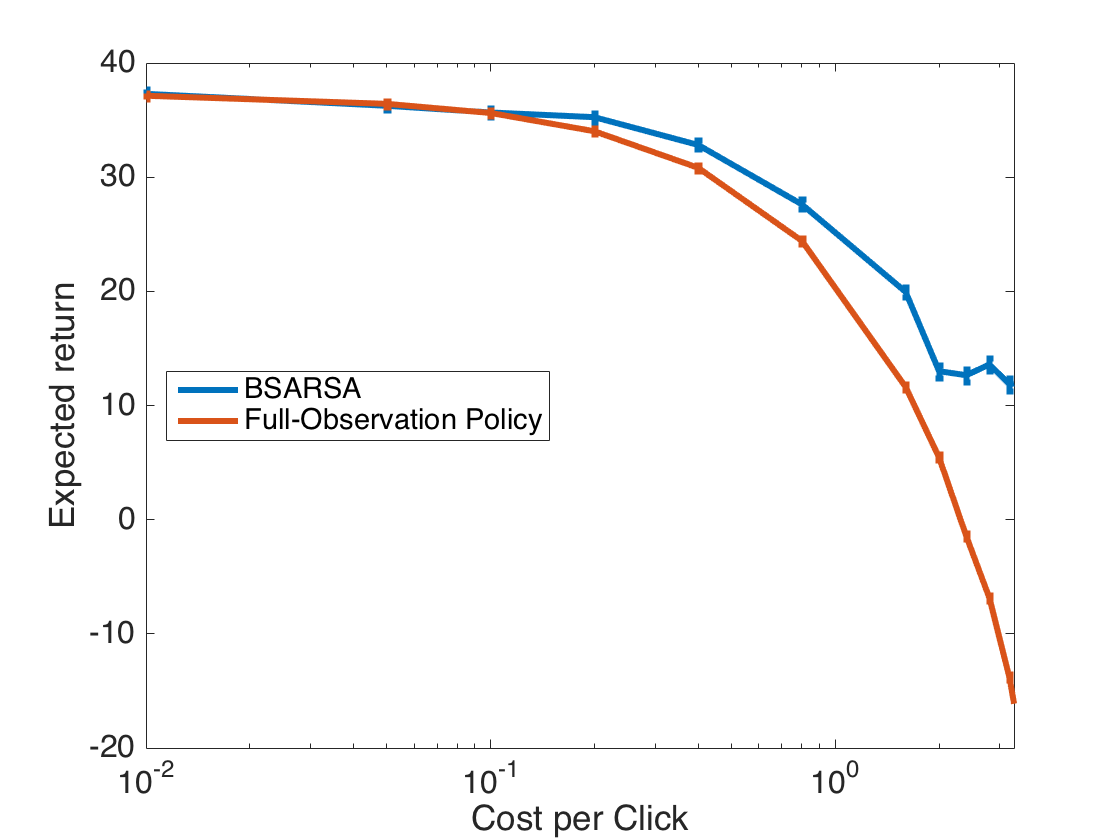 40
30
20
10
0
-10
-20
Expected return
BSARSA
Full-Observation Policy
10^-2
10^-1
10^0
Cost per Click